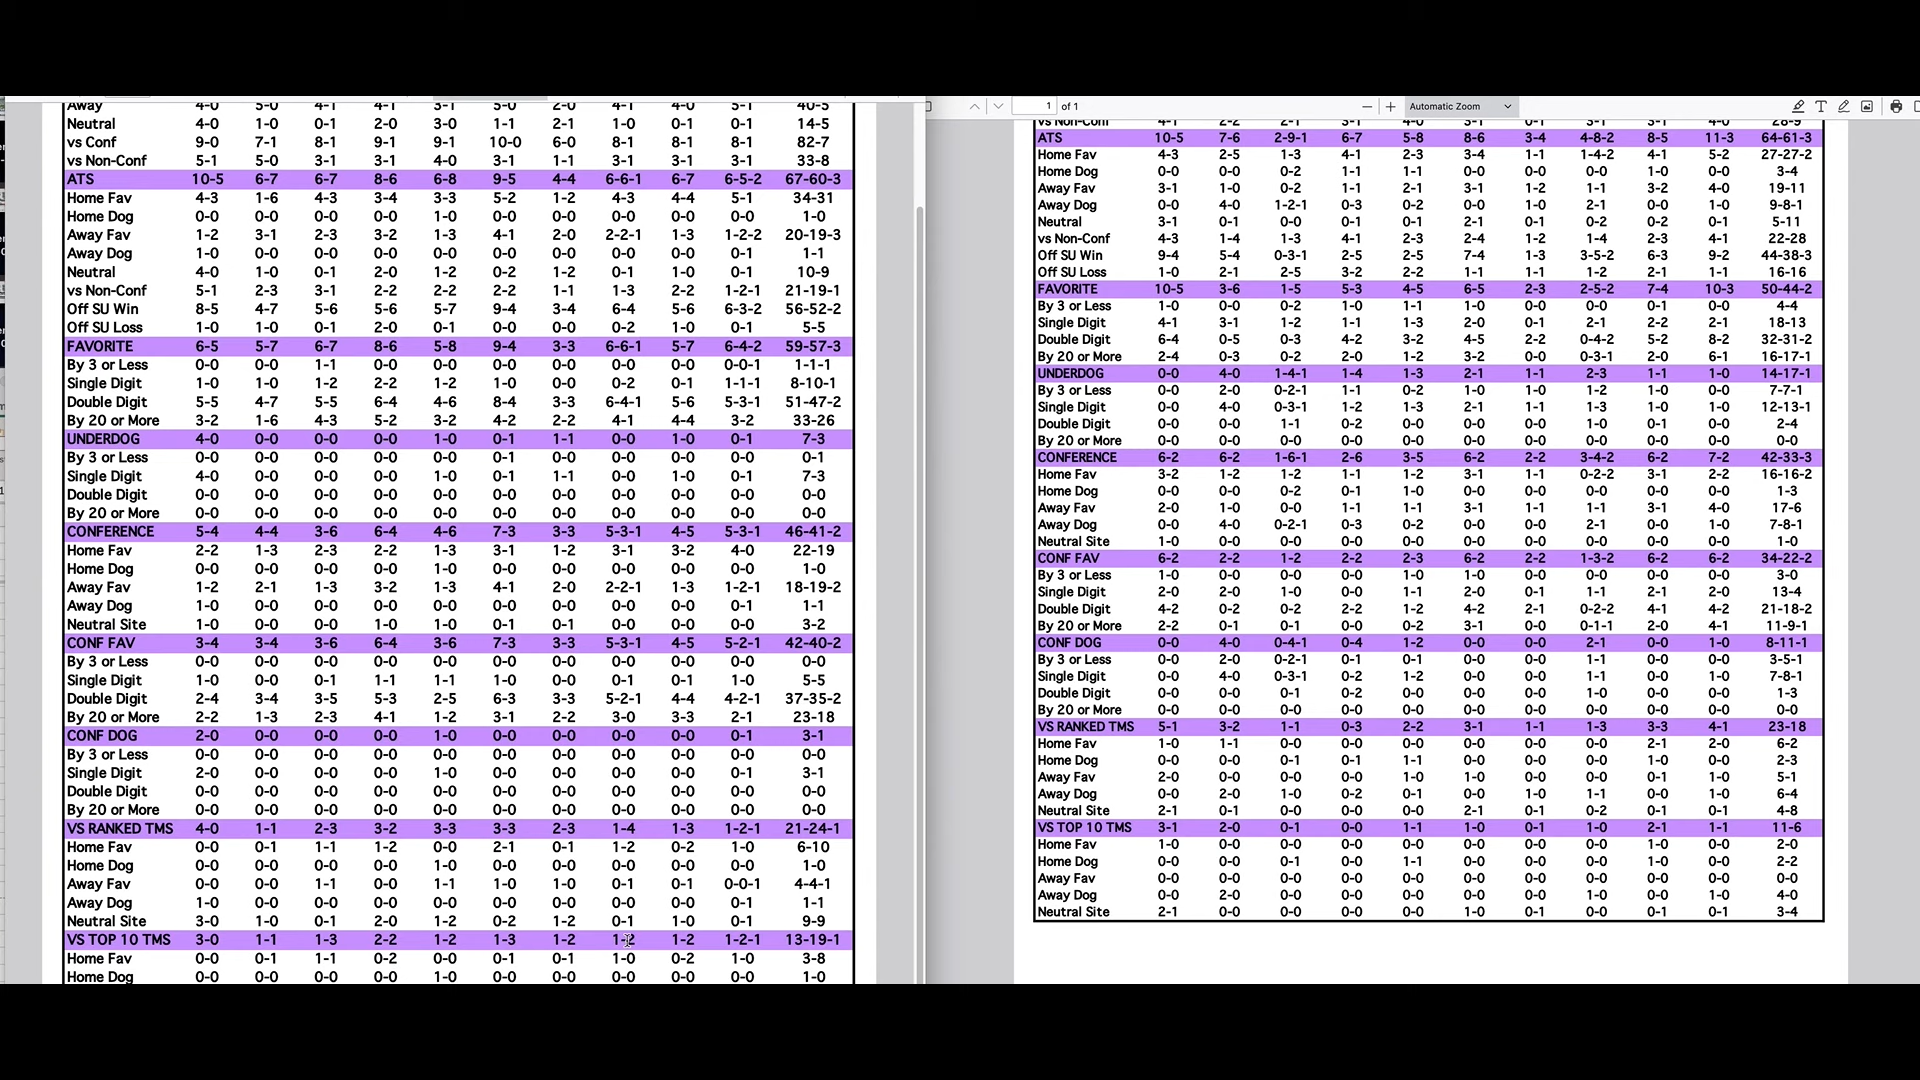 Away 4-0 5-0 4-1 4-1 3-1 5-0 2-0 4-1 4-0 5-1 40-5
Neutral 4-0 1-0 0-1 2-0 3-0 1-1 2-1 1-0 0-1 0-1 14-5
vs Conf 9-0 7-1 8-1 9-1 9-1 10-0 6-0 8-1 8-1 8-1 82-7
vs Non-Conf 5-1 5-0 3-1 3-1 4-0 3-1 1-1 3-1 3-1 3-1 33-8
ATS 10-5 6-7 6-7 8-6 6-8 9-5 4-4 6-6-1 6-7 6-5-2 67-60-3
Home Fav 4-3 1-6 4-3 3-4 3-3 5-2 1-2 4-3 4-4 5-1 34-31
Home Dog 0-0 0-0 0-0 0-0 1-0 0-0 0-0 0-0 0-0 0-0 1-0
Away Fav 1-2 3-1 2-3 3-2 1-3 4-1 2-0 2-2-1 1-3 1-2-2 20-19-3
Away Dog 1-0 0-0 0-0 0-0 0-0 0-0 0-0 0-0 0-0 0-1 1-1
Neutral 4-0 1-0 0-1 2-0 1-2 0-2 1-2 0-1 1-0 0-1 10-9
vs Non-Conf 5-1 2-3 3-1 2-2 2-2 2-2 1-1 1-3 2-2 1-2-1 21-19-1
Off SU Win 8-5 4-7 5-6 5-6 5-7 9-4 3-4 6-4 5-6 6-3-2 56-52-2
Off SU Loss 1-0 1-0 0-1 2-0 0-1 0-0 0-0 0-2 1-0 0-1 5-5
FAVORITE 6-5 5-7 6-7 8-6 5-8 9-4 3-3 6-6-1 5-7 6-4-2 59-57-3
By 3 or Less 0-0 0-0 1-1 0-0 0-0 0-0 0-0 0-0 0-0 0-0-1 1-1-1
Single Digit 1-0 1-0 1-2 2-2 1-2 1-0 0-0 0-2 0-1 1-1-1 8-10-1
Double Digit 5-5 4-7 5-5 6-4 4-6 8-4 3-3 6-4-1 5-6 5-3-1 51-47-2
By 20 or More 3-2 1-6 4-3 5-2 3-2 4-2 2-2 4-1 4-4 3-2 33-26
UNDERDOG 4-0 0-0 0-0 0-0 1-0 0-1 1-1 0-0 1-0 0-1 7-3
By 3 or Less 0-0 0-0 0-0 0-0 0-0 0-1 0-0 0-0 0-0 0-0 0-1
Single Digit 4-0 0-0 0-0 0-0 1-0 0-1 1-1 0-0 1-0 0-1 7-3
Double Digit 0-0 0-0 0-0 0-0 0-0 0-0 0-0 0-0 0-0 0-0 0-0
By 20 or More 0-0 0-0 0-0 0-0 0-0 0-0 0-0 0-0 0-0 0-0 0-0
CONFERENCE 5-4 4-4 3-6 6-4 4-6 7-3 3-3 5-3-1 4-5 5-3-1 46-41-2
Home Fav 2-2 1-3 2-3 2-2 1-3 3-1 1-2 3-1 3-2 4-0 22-19
Home Dog 0-0 0-0 0-0 0-0 1-0 0-0 0-0 0-0 0-0 0-0 1-0
Away Fav 1-2 2-1 1-3 3-2 1-3 4-1 2-0 2-2-1 1-3 1-2-1 18-19-2
Away Dog 1-0 0-0 0-0 0-0 0-0 0-0 0-0 0-0 0-0 0-1 1-1
Neutral Site 1-0 0-0 0-0 1-0 1-0 0-1 0-1 0-0 0-0 0-0 3-2
CONF FAV 3-4 3-4 3-6 6-4 3-6 7-3 3-3 5-3-1 4-5 5-2-1 42-40-2
By 3 or Less 0-0 0-0 0-0 0-0 0-0 0-0 0-0 0-0 0-0 0-0 0-0
Single Digit 1-0 0-0 0-1 1-1 1-1 1-0 0-0 0-1 0-1 1-0 5-5
Double Digit 2-4 3-4 3-5 5-3 2-5 6-3 3-3 5-2-1 4-4 4-2-1 37-35-2
By 20 or More 2-2 1-3 2-3 4-1 1-2 3-1 2-2 3-0 3-3 2-1 23-18
CONF DOG 2-0 0-0 0-0 0-0 1-0 0-0 0-0 0-0 0-0 0-1 3-1
By 3 or Less 0-0 0-0 0-0 0-0 0-0 0-0 0-0 0-0 0-0 0-0 0-0
Single Digit 2-0 0-0 0-0 0-0 1-0 0-0 0-0 0-0 0-0 0-1 3-1
Double Digit 0-0 0-0 0-0 0-0 0-0 0-0 0-0 0-0 0-0 0-0 0-0
By 20 or More 0-0 0-0 0-0 0-0 0-0 0-0 0-0 0-0 0-0 0-0 0-0
VS RANKED TMS 4-0 1-1 2-3 3-2 3-3 3-3 2-3 1-4 1-3 1-2-1 21-24-1
Home Fav 0-0 0-1 1-1 1-2 0-0 2-1 0-1 1-2 0-2 1-0 6-10
Home Dog 0-0 0-0 0-0 0-0 1-0 0-0 0-0 0-0 0-0 0-0 1-0
Away Fav 0-0 0-0 1-1 0-0 1-1 1-0 1-0 0-1 0-1 0-0-1 4-4-1
Away Dog 1-0 0-0 0-0 0-0 0-0 0-0 0-0 0-0 0-0 0-1 1-1
Neutral Site 3-0 1-0 0-1 2-0 1-2 0-2 1-2 0-1 1-0 0-1 9-9
VS TOP 10 TMS 3-0 1-1 1-3 2-2 1-2 1-3 1-2 1-2 1-2 1-2-1 13-19-1
Home Fav 0-0 0-1 1-1 0-2 0-0 0-1 0-1 1-0 0-2 1-0 3-8
Home Dog 0-0 0-0 0-0 0-0 1-0 0-0 0-0 0-0 0-0 0-0 1-0
1 of 1 Automatic Zoom
vs Non-Conf 4-1 2-2 2-1 3-1 4-0 3-1 0-1 3-1 3-1 4-0 28-9
ATS 10-5 7-6 2-9-1 6-7 5-8 8-6 3-4 4-8-2 8-5 11-3 64-61-3
Home Fav 4-3 2-5 1-3 4-1 2-3 3-4 1-1 1-4-2 4-1 5-2 27-27-2
Home Dog 0-0 0-0 0-2 1-1 1-1 0-0 0-0 0-0 1-0 0-0 3-4
Away Fav 3-1 1-0 0-2 1-1 2-1 3-1 1-2 1-1 3-2 4-0 19-11
Away Dog 0-0 4-0 1-2-1 0-3 0-2 0-0 1-0 2-1 0-0 1-0 9-8-1
Neutral 3-1 0-1 0-0 0-1 0-1 2-1 0-1 0-2 0-2 0-1 5-11
vs Non-Conf 4-3 1-4 1-3 4-1 2-3 2-4 1-2 1-4 2-3 4-1 22-28
Off SU Win 9-4 5-4 0-3-1 2-5 2-5 7-4 1-3 3-5-2 6-3 9-2 44-38-3
Off SU Loss 1-0 2-1 2-5 3-2 2-2 1-1 1-1 1-2 2-1 1-1 16-16
FAVORITE 10-5 3-6 1-5 5-3 4-5 6-5 2-3 2-5-2 7-4 10-3 50-44-2
By 3 or Less 1-0 0-0 0-2 1-0 1-1 1-0 0-0 0-0 0-1 0-0 4-4
Single Digit 4-1 3-1 1-2 1-1 1-3 2-0 0-1 2-1 2-2 2-1 18-13
Double Digit 6-4 0-5 0-3 4-2 3-2 4-5 2-2 0-4-2 5-2 8-2 32-31-2
By 20 or More 2-4 0-3 0-2 2-0 1-2 3-2 0-0 0-3-1 2-0 6-1 16-17-1
UNDERDOG 0-0 4-0 1-4-1 1-4 1-3 2-1 1-1 2-3 1-1 1-0 14-17-1
By 3 or Less 0-0 2-0 0-2-1 1-1 0-2 1-0 1-0 1-2 1-0 0-0 7-7-1
Single Digit 0-0 4-0 0-3-1 1-2 1-3 2-1 1-1 1-3 1-0 1-0 12-13-1
Double Digit 0-0 0-0 1-1 0-2 0-0 0-0 0-0 1-0 0-1 0-0 2-4
By 20 or More 0-0 0-0 0-0 0-0 0-0 0-0 0-0 0-0 0-0 0-0 0-0
CONFERENCE 6-2 6-2 1-6-1 2-6 3-5 6-2 2-2 3-4-2 6-2 7-2 42-33-3
Home Fav 3-2 1-2 1-2 1-1 1-2 3-1 1-1 0-2-2 3-1 2-2 16-16-2
Home Dog 0-0 0-0 0-2 0-1 1-0 0-0 0-0 0-0 0-0 0-0 1-3
Away Fav 2-0 1-0 0-0 1-1 1-1 3-1 1-1 1-1 3-1 4-0 17-6
Away Dog 0-0 4-0 0-2-1 0-3 0-2 0-0 0-0 2-1 0-0 1-0 7-8-1
Neutral Site 1-0 0-0 0-0 0-0 0-0 0-0 0-0 0-0 0-0 0-0 1-0
CONF FAV 6-2 2-2 1-2 2-2 2-3 6-2 2-2 1-3-2 6-2 6-2 34-22-2
By 3 or Less 1-0 0-0 0-0 0-0 1-0 1-0 0-0 0-0 0-0 0-0 3-0
Single Digit 2-0 2-0 1-0 0-0 1-1 2-0 0-1 1-1 2-1 2-0 13-4
Double Digit 4-2 0-2 0-2 2-2 1-2 4-2 2-1 0-2-2 4-1 4-2 21-18-2
By 20 or More 2-2 0-1 0-1 0-0 0-2 3-1 0-0 0-1-1 2-0 4-1 11-9-1
CONF DOG 0-0 4-0 0-4-1 0-4 1-2 0-0 0-0 2-1 0-0 1-0 8-11-1
By 3 or Less 0-0 2-0 0-2-1 0-1 0-1 0-0 0-0 1-1 0-0 0-0 3-5-1
Single Digit 0-0 4-0 0-3-1 0-2 1-2 0-0 0-0 1-1 0-0 1-0 7-8-1
Double Digit 0-0 0-0 0-1 0-2 0-0 0-0 0-0 1-0 0-0 0-0 1-3
By 20 or More 0-0 0-0 0-0 0-0 0-0 0-0 0-0 0-0 0-0 0-0 0-0
VS RANKED TMS 5-1 3-2 1-1 0-3 2-2 3-1 1-1 1-3 3-3 4-1 23-18
Home Fav 1-0 1-1 0-0 0-0 0-0 0-0 0-0 0-0 2-1 2-0 6-2
Home Dog 0-0 0-0 0-1 0-1 1-1 0-0 0-0 0-0 1-0 0-0 2-3
Away Fav 2-0 0-0 0-0 0-0 1-0 1-0 0-0 0-0 0-1 1-0 5-1
Away Dog 0-0 2-0 1-0 0-2 0-1 0-0 1-0 1-1 0-0 1-0 6-4
Neutral Site 2-1 0-1 0-0 0-0 0-0 2-1 0-1 0-2 0-1 0-1 4-8
VS TOP 10 TMS 3-1 2-0 0-1 0-0 1-1 1-0 0-1 1-0 2-1 1-1 11-6
Home Fav 1-0 0-0 0-0 0-0 0-0 0-0 0-0 0-0 1-0 0-0 2-0
Home Dog 0-0 0-0 0-1 0-0 1-1 0-0 0-0 0-0 1-0 0-0 2-2
Away Fav 0-0 0-0 0-0 0-0 0-0 0-0 0-0 0-0 0-0 0-0 0-0
Away Dog 0-0 2-0 0-0 0-0 0-0 0-0 0-0 1-0 0-0 1-0 4-0
Neutral Site 2-1 0-0 0-0 0-0 0-0 1-0 0-1 0-0 0-1 0-1 3-4